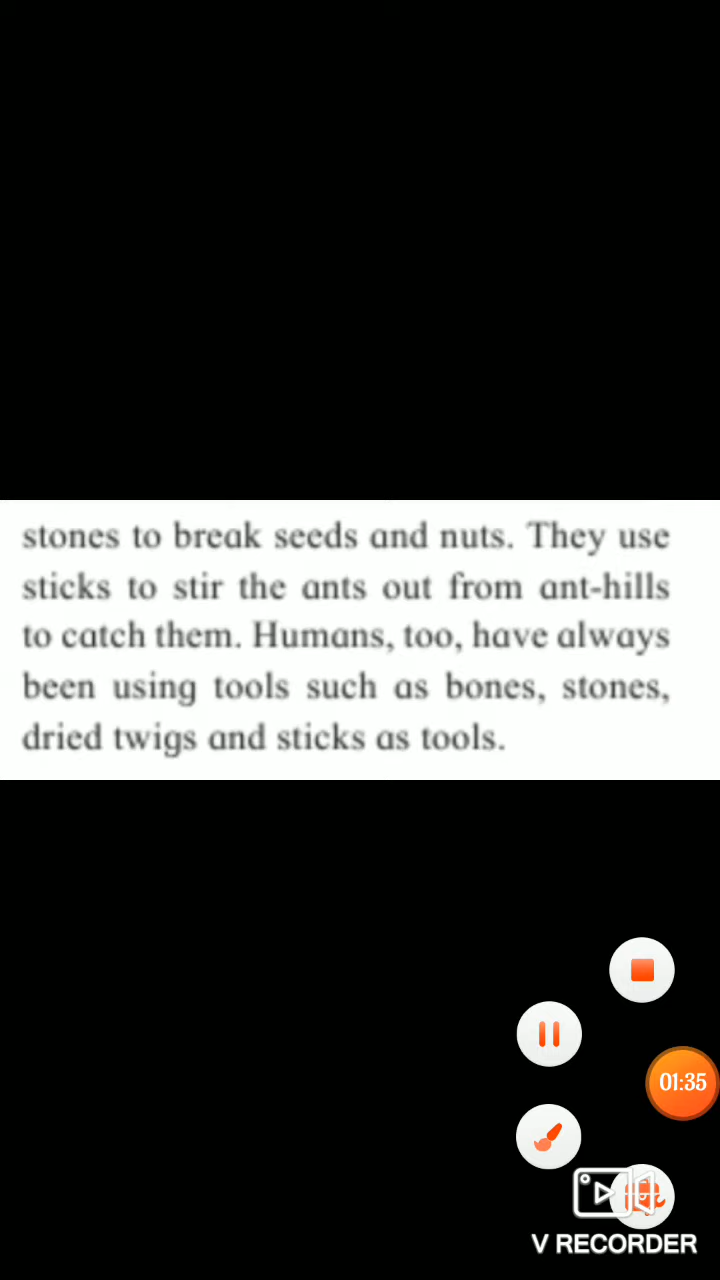 stones to break seeds and nuts. They use
sticks to stir the ants out from ant-hills
to catch them. Humans, too, have always
been using tools such as bones, stones,
dried twigs and sticks as tools.
01:35
V RECORDER